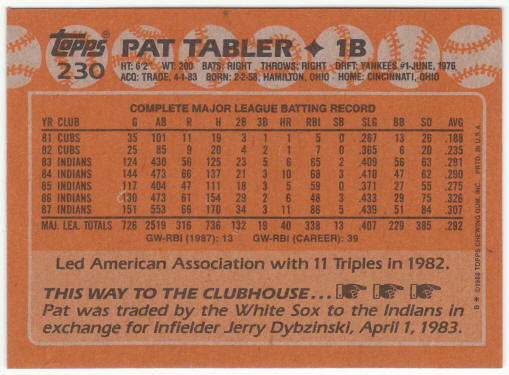 Topps PAT TABLER ✦ 1B
230 HT: 6'2" WT: 200 BATS: RIGHT THROWS: RIGHT DRFT: YANKEES #1-JUNE, 1976
ACQ: TRADE, 4-1-83 BORN: 2-2-58, HAMILTON, OHIO HOME: CINCINNATI, OHIO
COMPLETE MAJOR LEAGUE BATTING RECORD
YR CLUB G AB R H 2B 3B HR RBI SB SLG BB SO AVG
81 CUBS 35 101 11 19 3 1 1 5 0 .267 13 26 .188
82 CUBS 25 85 9 20 4 2 1 7 0 .365 6 20 .235
83 INDIANS 124 430 56 125 23 5 6 65 2 .409 56 63 .291
84 INDIANS 144 473 66 137 21 3 10 68 3 .410 47 62 .290
85 INDIANS 117 404 47 111 18 3 5 59 0 .371 27 55 .275
86 INDIANS 130 473 61 154 29 2 6 48 3 .433 29 75 .326
87 INDIANS 151 553 66 170 34 3 11 86 5 .439 51 84 .307
MAJ. LEA. TOTALS 726 2519 316 736 132 19 40 338 13 .407 229 385 .292
GW-RBI (1987): 13 GW-RBI (CAREER): 39
Led American Association with 11 Triples in 1982.
THIS WAY TO THE CLUBHOUSE . . .
Pat was traded by the White Sox to the Indians in
exchange for Infielder Jerry Dybzinski, April 1, 1983.
B * ©1988 TOPPS CHEWING GUM, INC. PRTD. IN U.S.A.